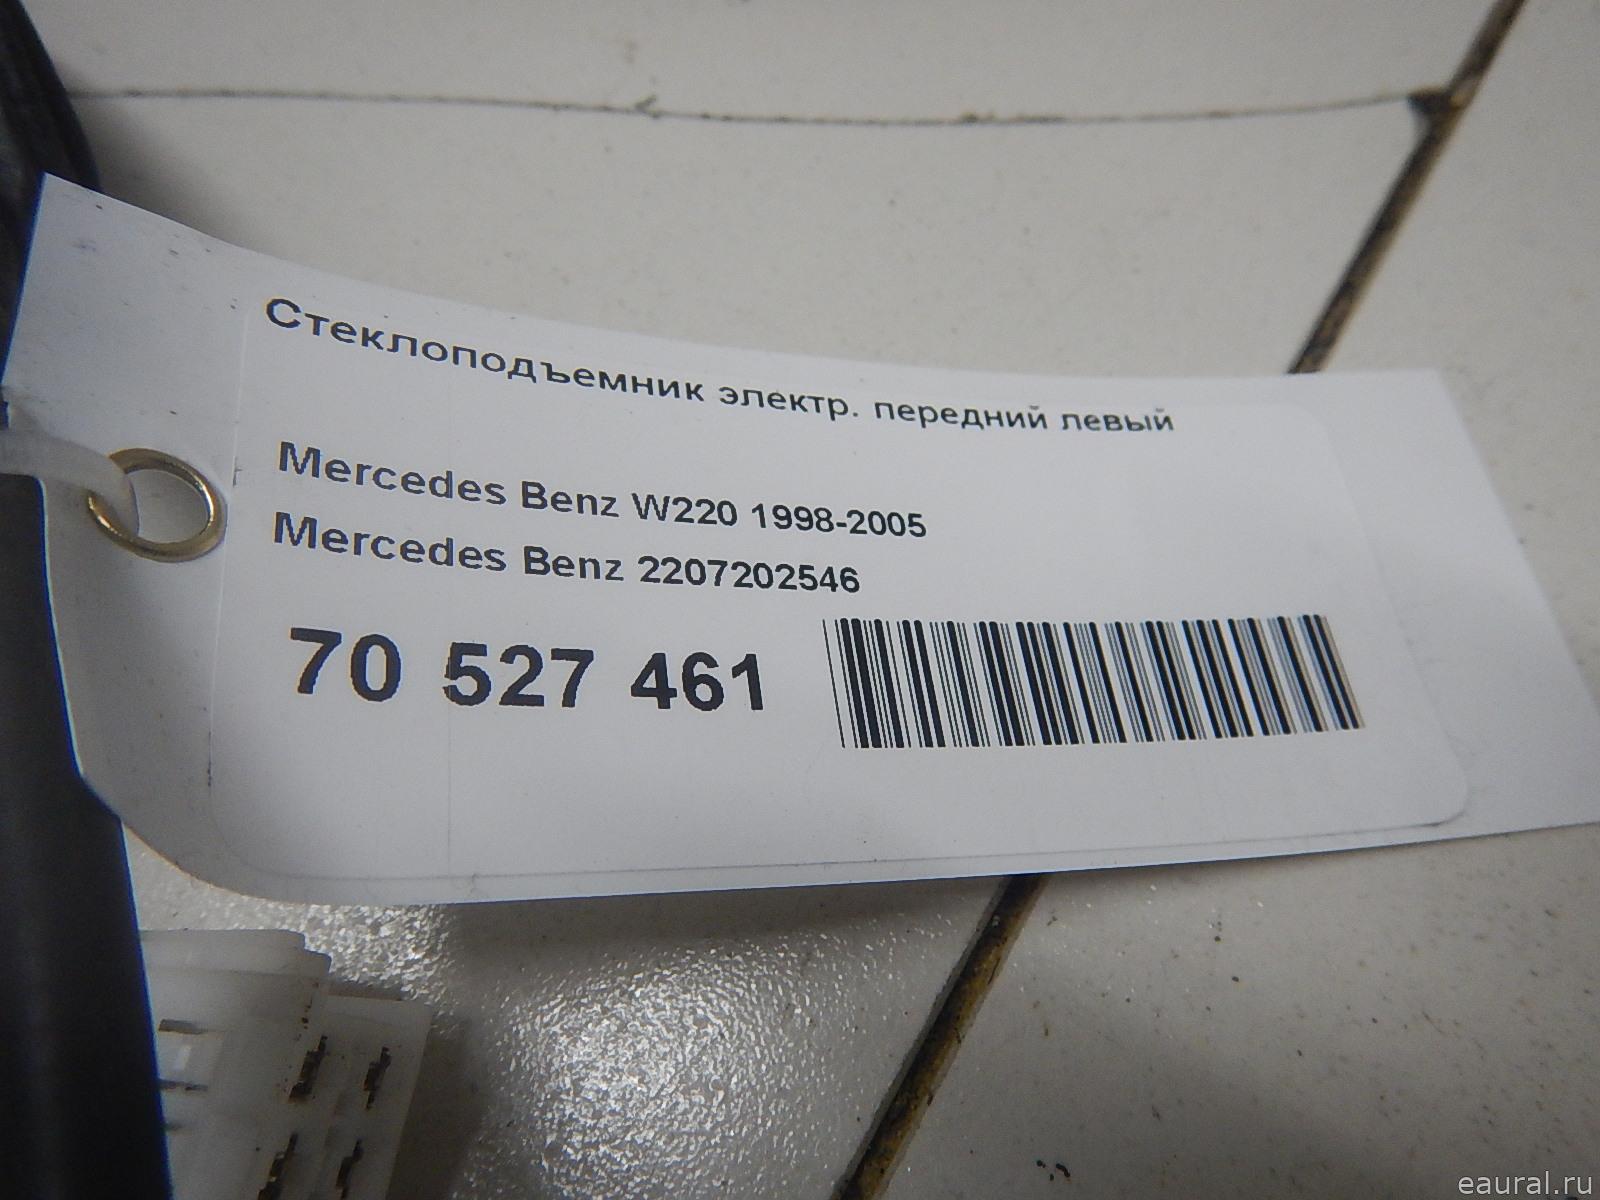 Стеклоподъемник электр. передний левый
Mercedes Benz W220 1998-2005
Mercedes Benz 2207202546
70 527 461
eaural.ru